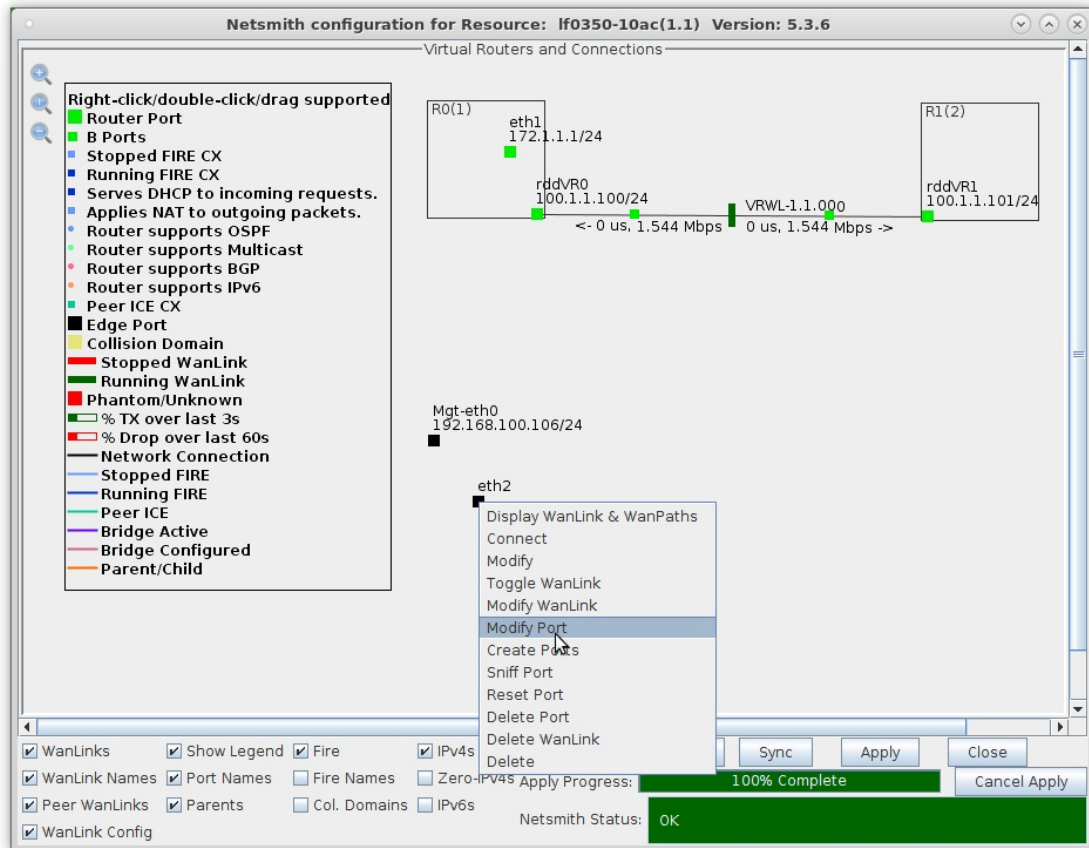 Netsmith configuration for Resource:  lf0350-10ac(1.1)  Version: 5.3.6
Virtual Routers and Connections
Right-click/double-click/drag supported
Router Port
B Ports
Stopped FIRE CX
Running FIRE CX
Serves DHCP to incoming requests.
Applies NAT to outgoing packets.
Router supports OSPF
Router supports Multicast
Router supports BGP
Router supports IPv6
Peer ICE CX
Edge Port
Collision Domain
Stopped WanLink
Running WanLink
Phantom/Unknown
% TX over last 3s
% Drop over last 60s
Network Connection
Stopped FIRE
Running FIRE
Peer ICE
Bridge Active
Bridge Configured
Parent/Child
R0(1)
eth1
172.1.1.1/24
rddVR0
100.1.1.100/24
VRWL-1.1.000
<- 0 us, 1.544 Mbps
0 us, 1.544 Mbps ->
R1(2)
rddVR1
100.1.1.101/24
Mgt-eth0
192.168.100.106/24
eth2
Display WanLink & WanPaths
Connect
Modify
Toggle WanLink
Modify WanLink
Modify Port
Create Ports
Sniff Port
Reset Port
Delete Port
Delete WanLink
Delete
WanLinks
Show Legend
Fire
IPv4s
Sync
Apply
Close
WanLink Names
Port Names
Fire Names
Zero-IPv4s
Apply Progress:
100% Complete
Cancel Apply
Peer WanLinks
Parents
Col. Domains
IPv6s
Netsmith Status:
OK
WanLink Config